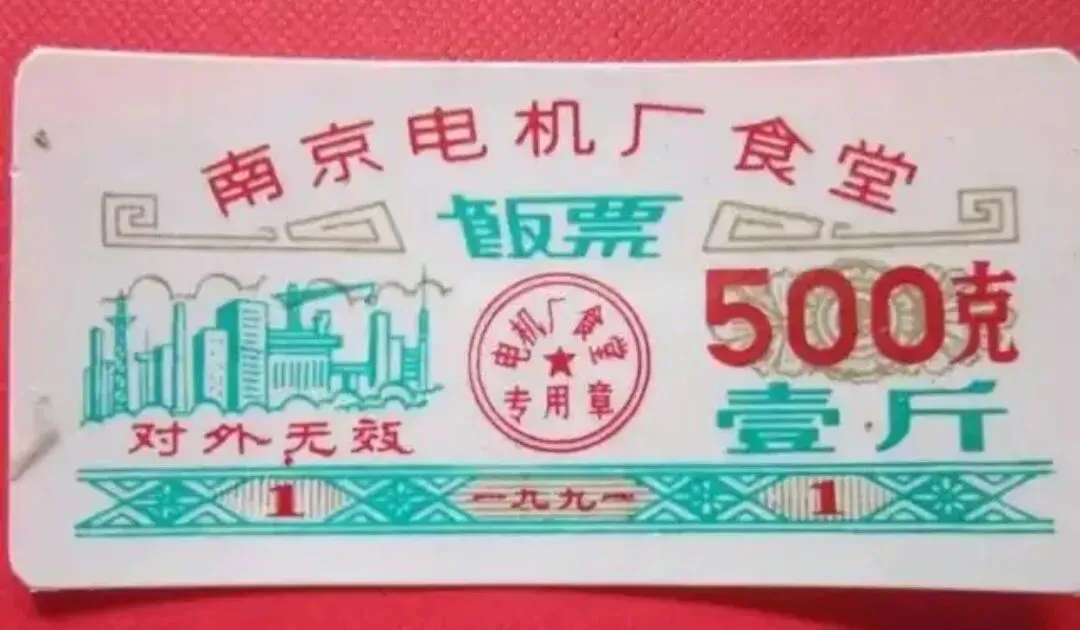 南京电机厂食堂
飯票
电机厂食堂
专用章
500克
壹斤
对外无效
1 一九九一 1